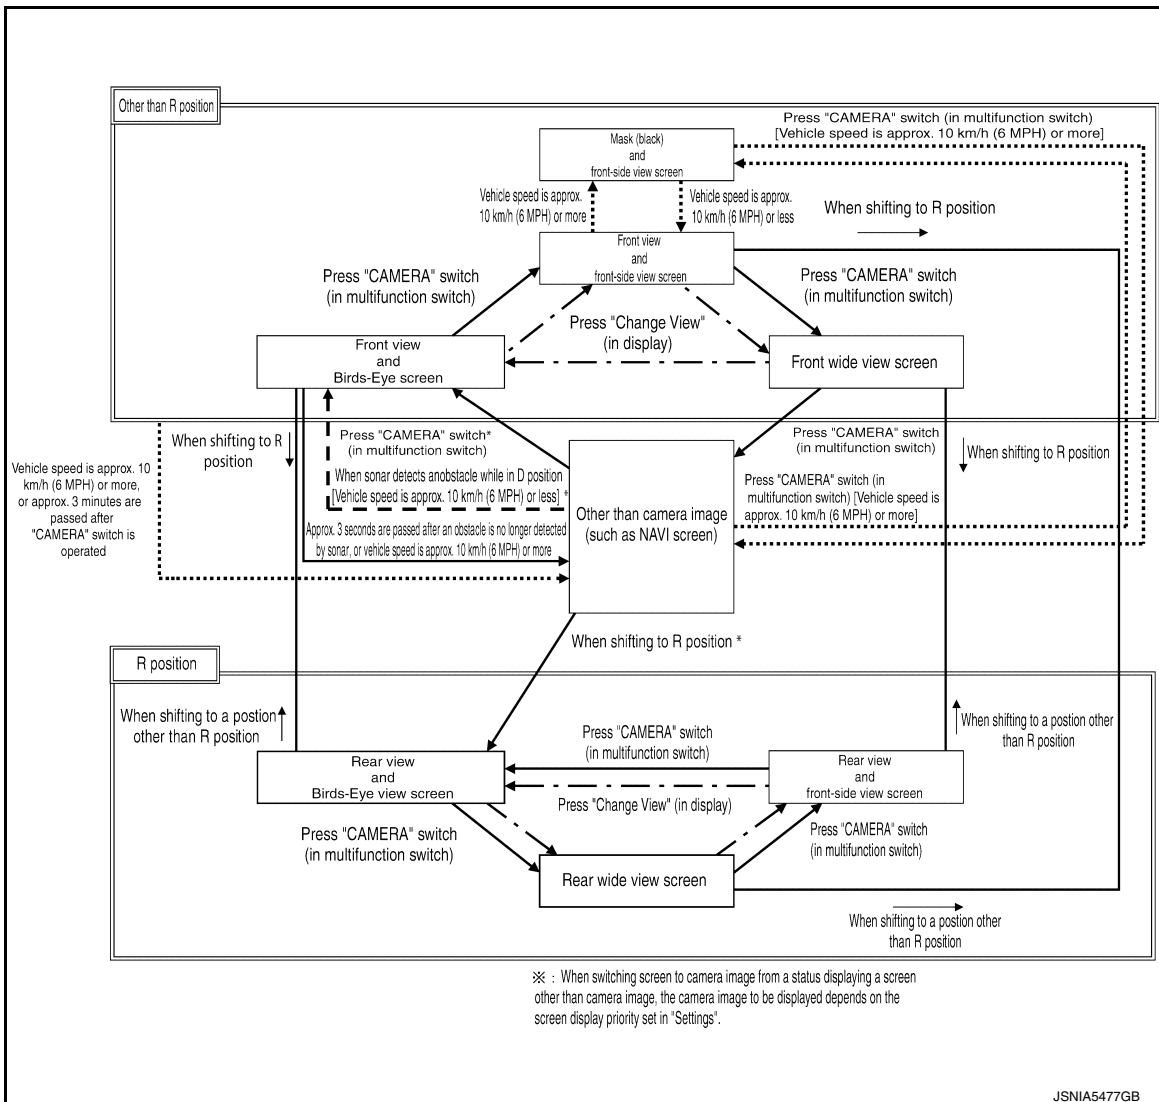 Other than R position
Press "CAMERA" switch (in multifunction switch)
[Vehicle speed is approx. 10 km/h (6 MPH) or more]
Mask (black)
and
front-side view screen
Vehicle speed is approx.
10 km/h (6 MPH) or more
Vehicle speed is approx.
10 km/h (6 MPH) or less
When shifting to R position
Front view
and
front-side view screen
Press "CAMERA" switch
(in multifunction switch)
Press "CAMERA" switch
(in multifunction switch)
Press "Change View"
(in display)
Front view
and
Birds-Eye screen
Front wide view screen
When shifting to R
position
Press "CAMERA" switch*
(in multifunction switch)
Press "CAMERA" switch
(in multifunction switch)
When shifting to R position
Vehicle speed is approx. 10
km/h (6 MPH) or more,
or approx. 3 minutes are
passed after
"CAMERA" switch is
operated
When sonar detects anobstacle while in D position
[Vehicle speed is approx. 10 km/h (6 MPH) or less] *
Press "CAMERA" switch (in
multifunction switch) [Vehicle speed is
approx. 10 km/h (6 MPH) or more]
Other than camera image
(such as NAVI screen)
Approx. 3 seconds are passed after an obstacle is no longer detected
by sonar, or vehicle speed is approx. 10 km/h (6 MPH) or more
When shifting to R position *
R position
When shifting to a postion
other than R position
Press "CAMERA" switch
(in multifunction switch)
When shifting to a postion other
than R position
Rear view
and
Birds-Eye view screen
Rear view
and
front-side view screen
Press "Change View" (in display)
Press "CAMERA" switch
(in multifunction switch)
Press "CAMERA" switch
(in multifunction switch)
Rear wide view screen
When shifting to a postion other
than R position
※ : When switching screen to camera image from a status displaying a screen
other than camera image, the camera image to be displayed depends on the
screen display priority set in "Settings".
JSNIA5477GB